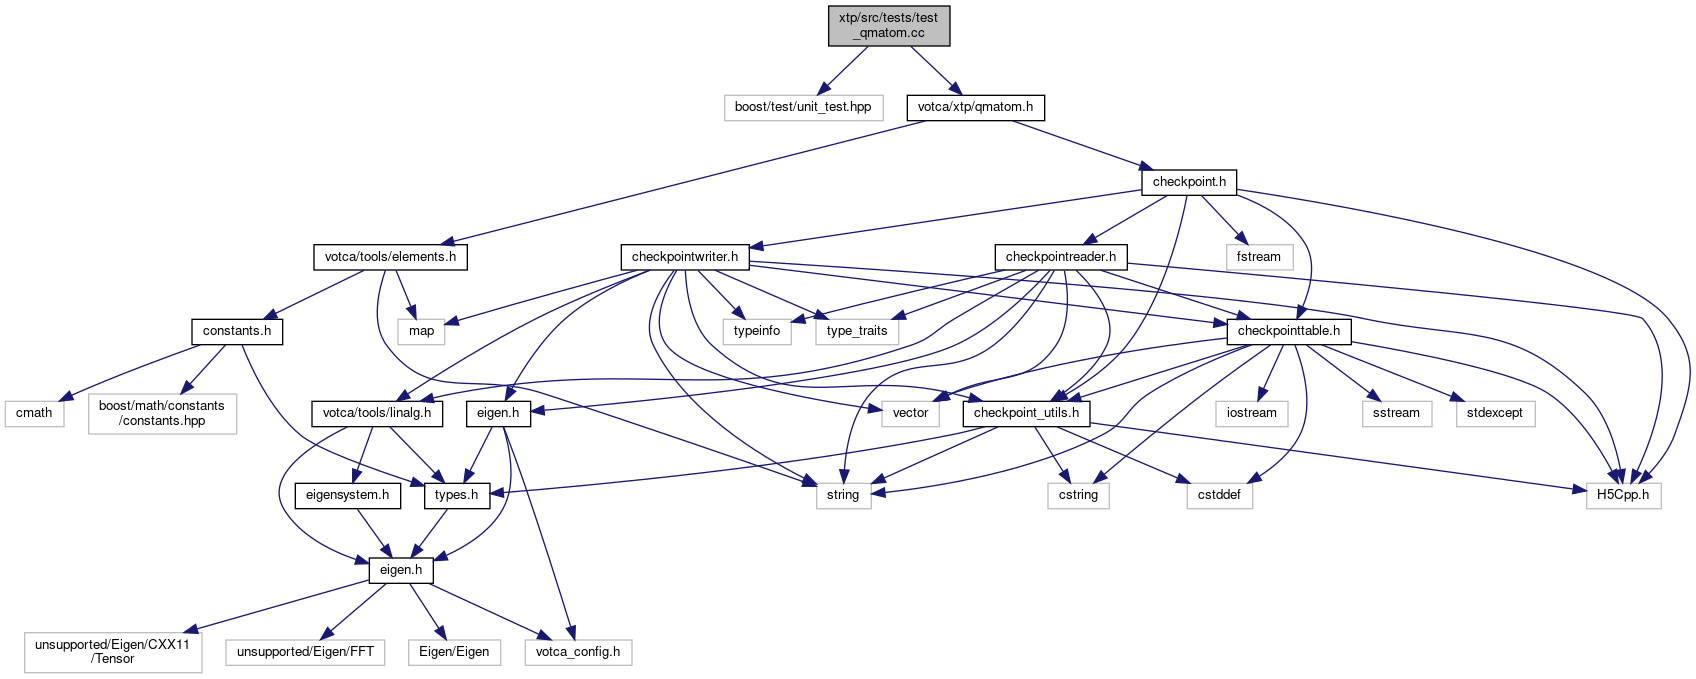 xtp/src/tests/test
_qmatom.cc
boost/test/unit_test.hpp
votca/xtp/qmatom.h
checkpoint.h
votca/tools/elements.h
checkpointwriter.h
checkpointreader.h
fstream
constants.h
map
typeinfo
type_traits
checkpointtable.h
cmath
boost/math/constants
/constants.hpp
votca/tools/linalg.h
eigen.h
vector
checkpoint_utils.h
iostream
sstream
stdexcept
eigensystem.h
types.h
string
cstring
cstddef
H5Cpp.h
eigen.h
unsupported/Eigen/CXX11
/Tensor
unsupported/Eigen/FFT
Eigen/Eigen
votca_config.h